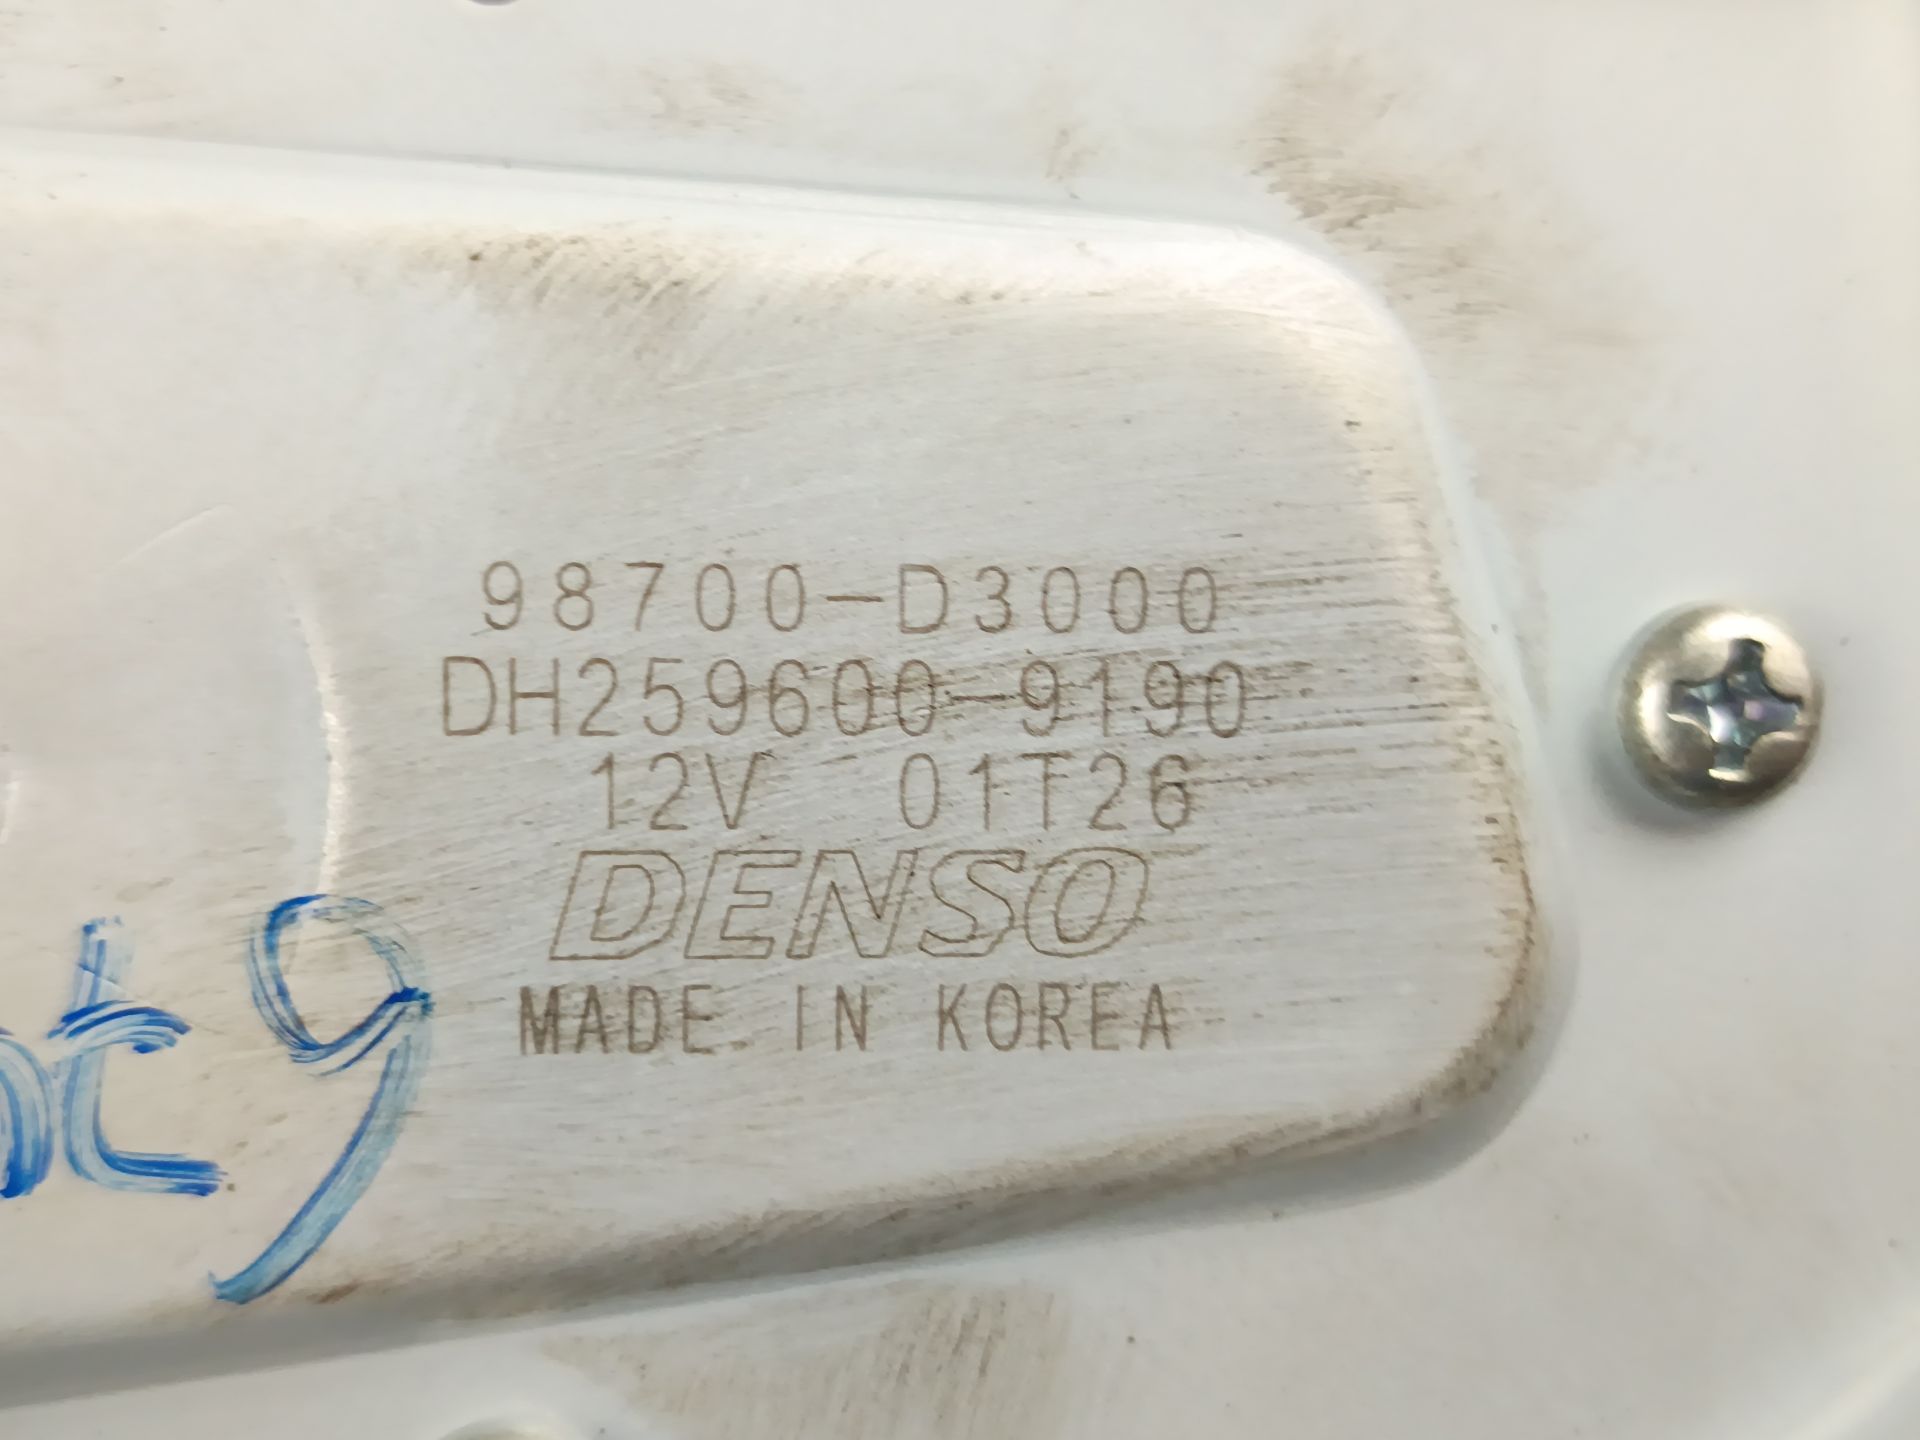 98700-D3000
DH259600-9190
12V 01T26
DENSO
MADE IN KOREA